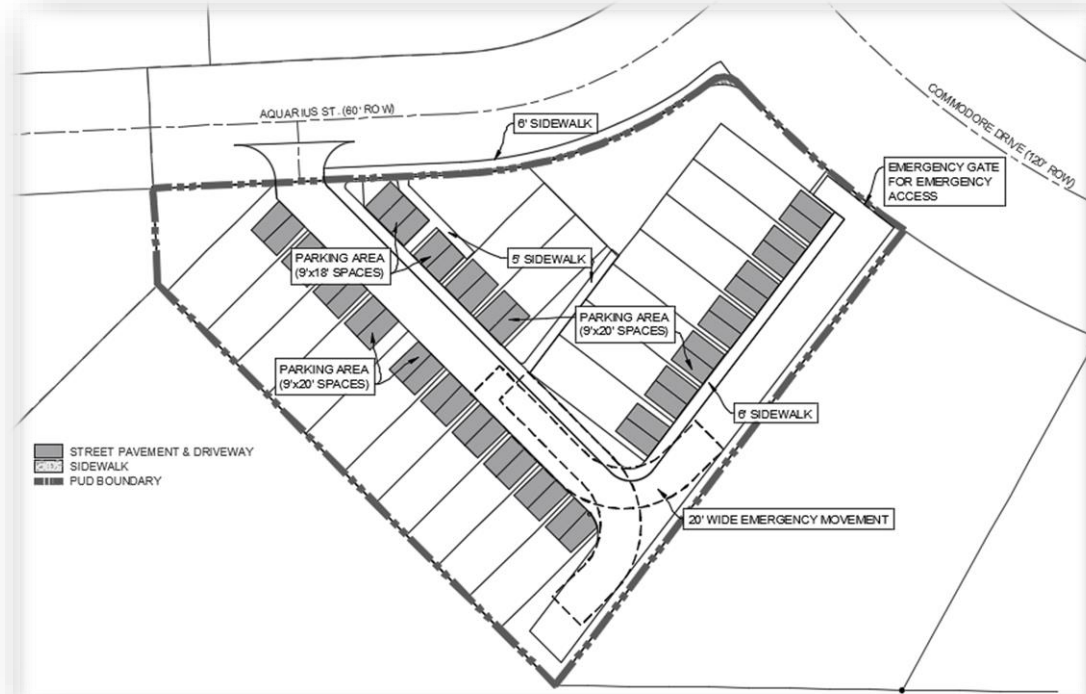 AQUARIUS ST. (60' ROW)
6' SIDEWALK
COMMODORE DRIVE (120' ROW)
EMERGENCY GATE
FOR EMERGENCY
ACCESS
PARKING AREA
(9'x18' SPACES)
5' SIDEWALK
PARKING AREA
(9'x20' SPACES)
PARKING AREA
(9'x20' SPACES)
6' SIDEWALK
STREET PAVEMENT & DRIVEWAY
SIDEWALK
PUD BOUNDARY
20' WIDE EMERGENCY MOVEMENT